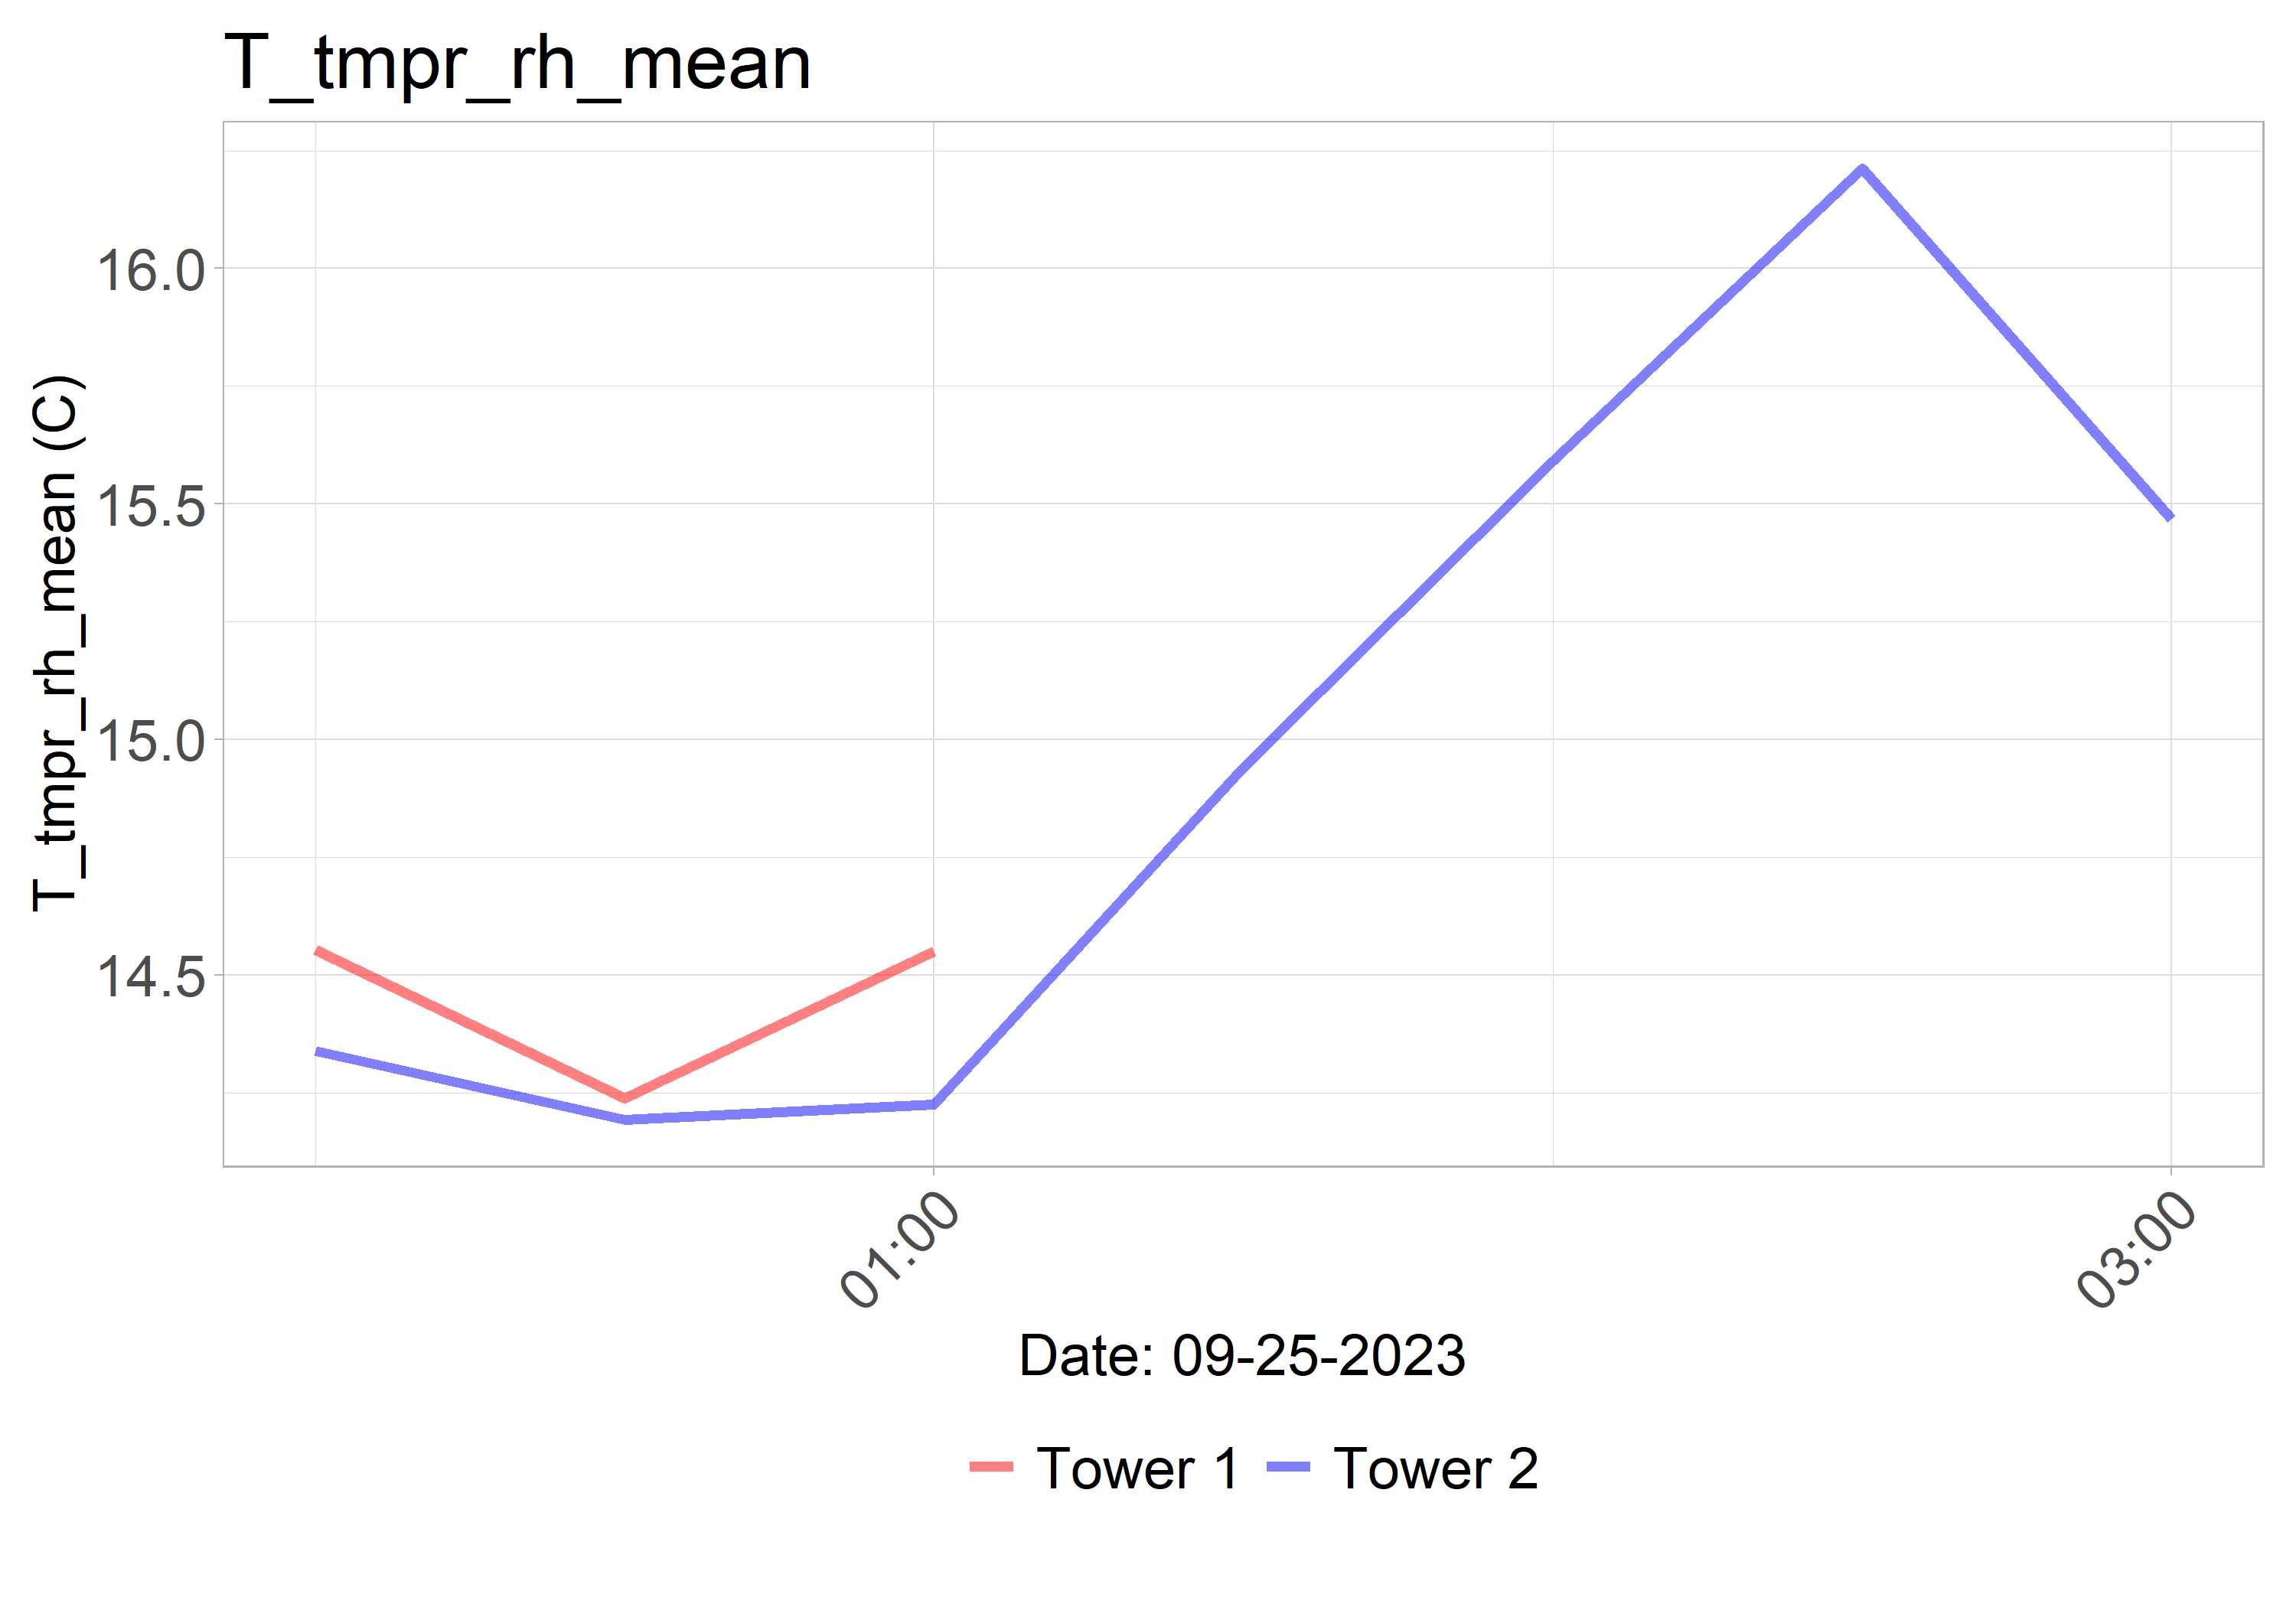 T_tmpr_rh_mean
T_tmpr_rh_mean (C)
16.0
15.5
15.0
14.5
01:00
03:00
Date: 09-25-2023
Tower 1 Tower 2